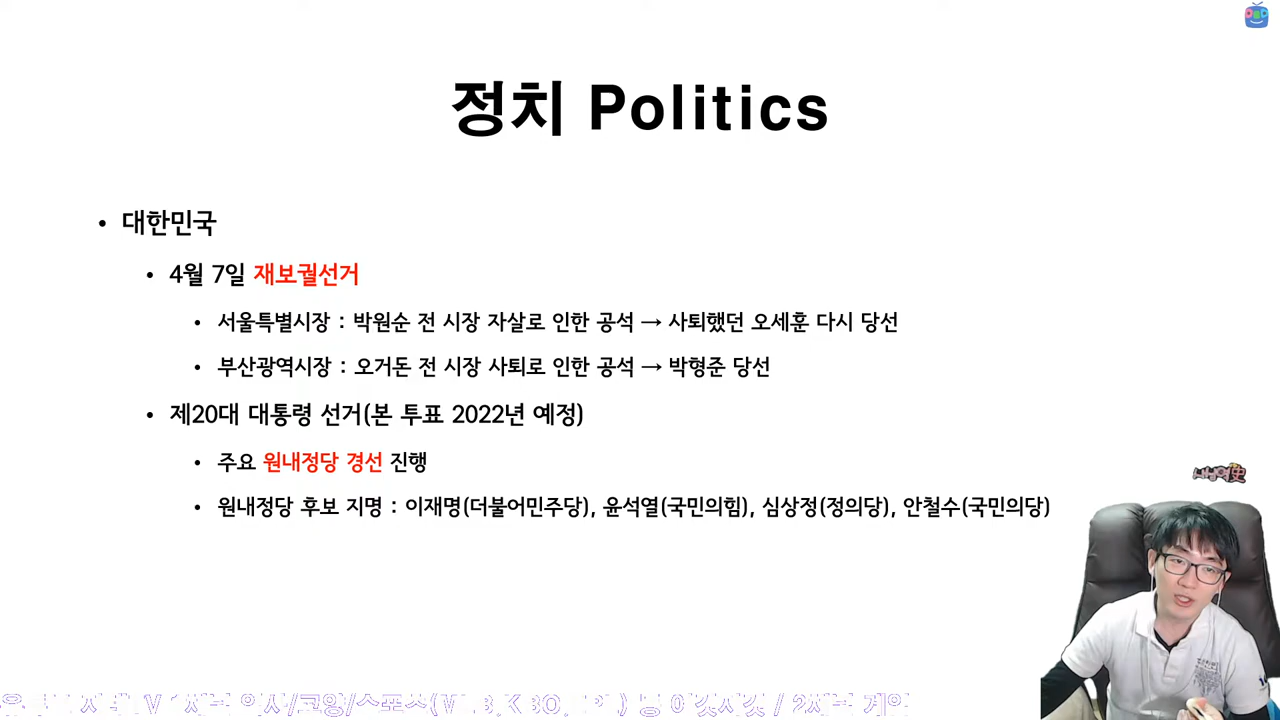 정치 Politics
• 대한민국
• 4월 7일 재보궐선거
• 서울특별시장 : 박원순 전 시장 자살로 인한 공석 → 사퇴했던 오세훈 다시 당선
• 부산광역시장 : 오거돈 전 시장 사퇴로 인한 공석 → 박형준 당선
• 제20대 대통령 선거(본 투표 2022년 예정)
• 주요 원내정당 경선 진행
• 원내정당 후보 지명 : 이재명(더불어민주당), 윤석열(국민의힘), 심상정(정의당), 안철수(국민의당)